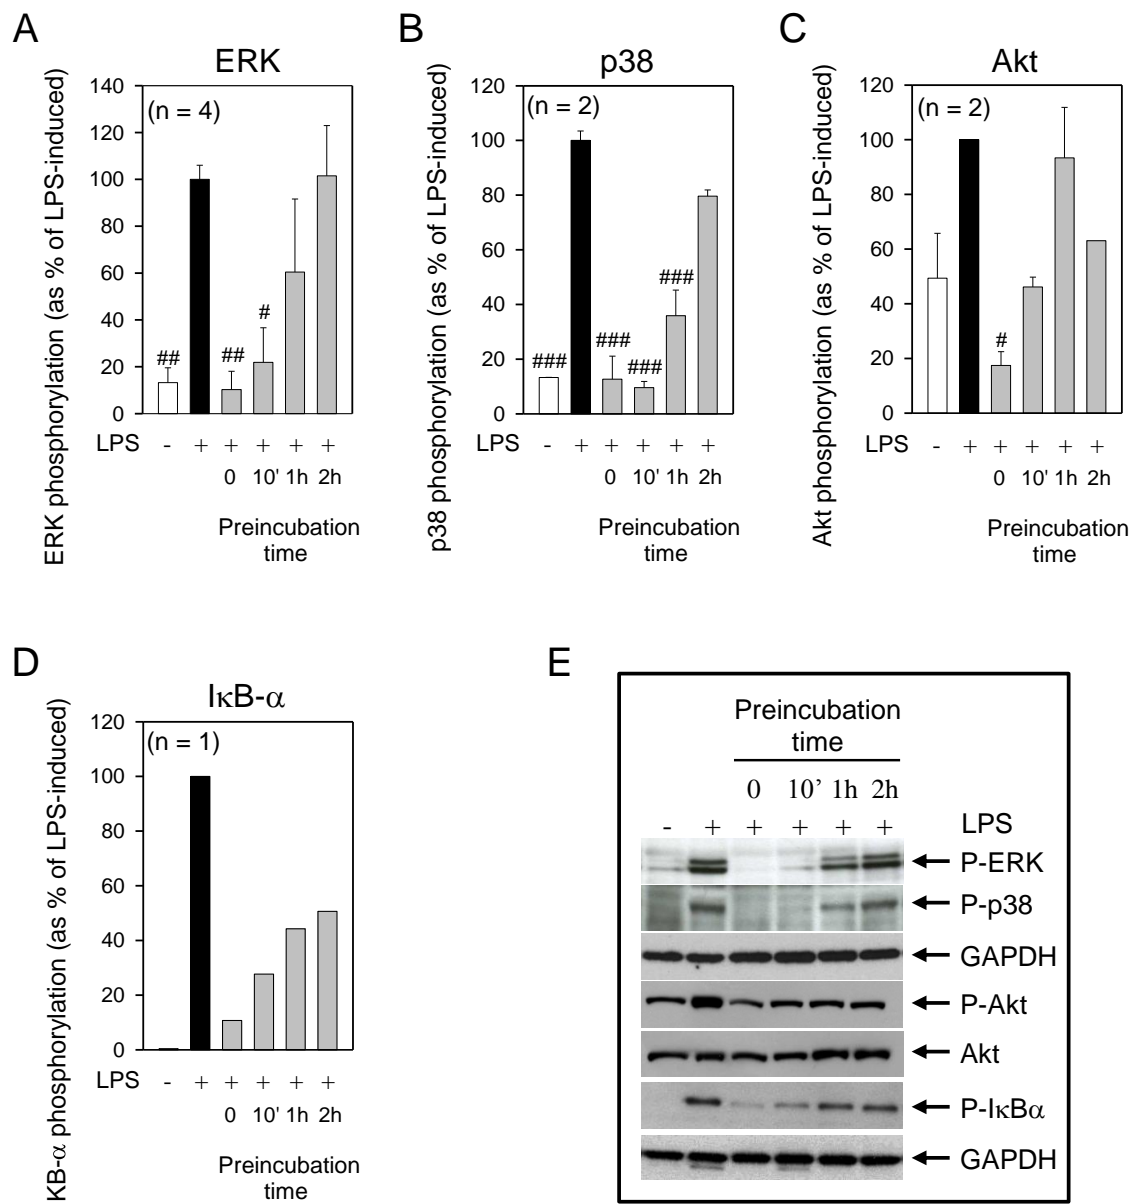 A
ERK
ERK phosphorylation (as % of LPS-induced)
(n = 4)
140
120
100
80
60
40
20
0
## ## #
LPS - + + + + +
0 10' 1h 2h
Preincubation
time
B
p38
p38 phosphorylation (as % of LPS-induced)
(n = 2)
120
100
80
60
40
20
0
### ### ### ###
LPS - + + + + +
0 10' 1h 2h
Preincubation
time
C
Akt
Akt phosphorylation (as % of LPS-induced)
(n = 2)
120
100
80
60
40
20
0
#
LPS - + + + + +
0 10' 1h 2h
Preincubation
time
D
IκB-α
KB-α phosphorylation (as % of LPS-induced)
(n = 1)
120
100
80
60
40
20
0
LPS - + + + + +
0 10' 1h 2h
Preincubation
time
E
Preincubation
time
0 10’ 1h 2h
- + + + + + LPS
P-ERK
P-p38
GAPDH
P-Akt
Akt
P-IκBα
GAPDH